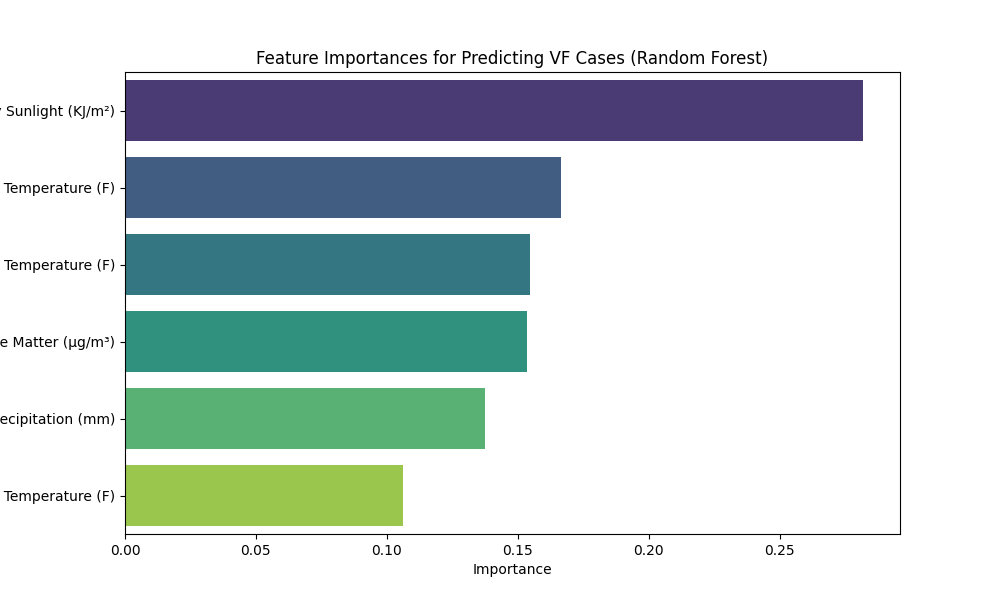 Feature Importances for Predicting VF Cases (Random Forest)
Sunlight (KJ/m²)
Temperature (F)
Temperature (F)
Matter (µg/m³)
(mm)
Temperature (F)
0.00 0.05 0.10 0.15 0.20 0.25
Importance